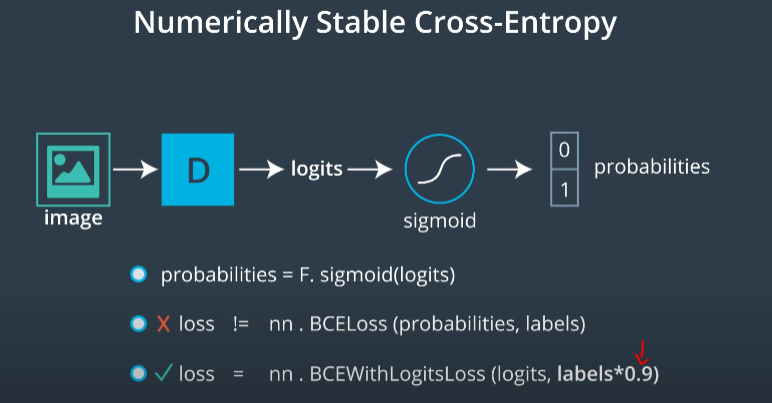 Numerically Stable Cross-Entropy
image
D
logits
sigmoid
0
1
probabilities
probabilities = F. sigmoid(logits)
X loss != nn . BCELoss (probabilities, labels)
✓ loss = nn . BCEWithLogitsLoss (logits, labels*0.9)